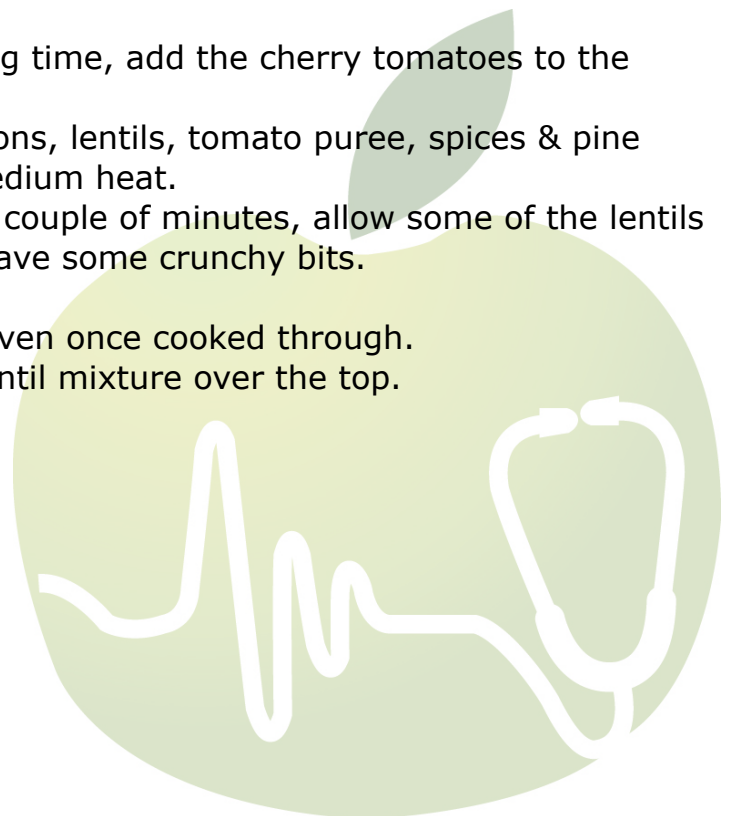 g time, add the cherry tomatoes to the
ons, lentils, tomato puree, spices & pine
edium heat.
couple of minutes, allow some of the lentils
ave some crunchy bits.
ven once cooked through.
ntil mixture over the top.